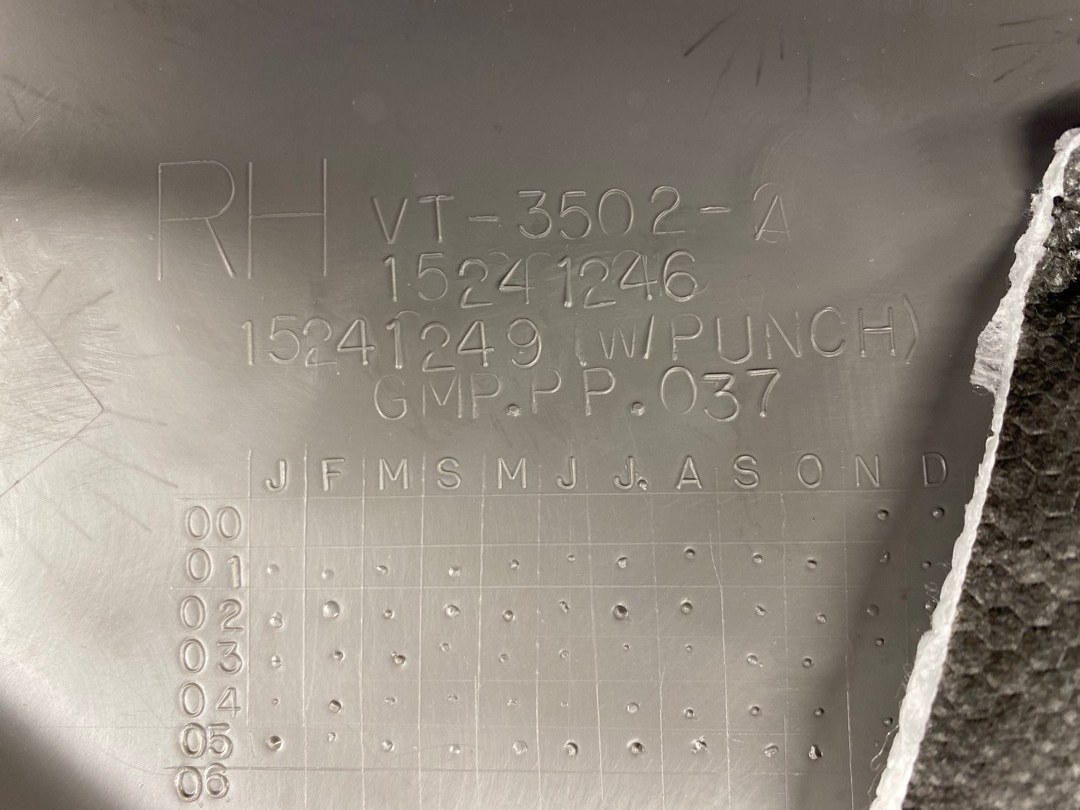 RH VT-3502-A
15241246
15241249 (W/PUNCH)
GMP.PP.037
J F M S M J J A S O N D
00
01
02
03
04
05
06